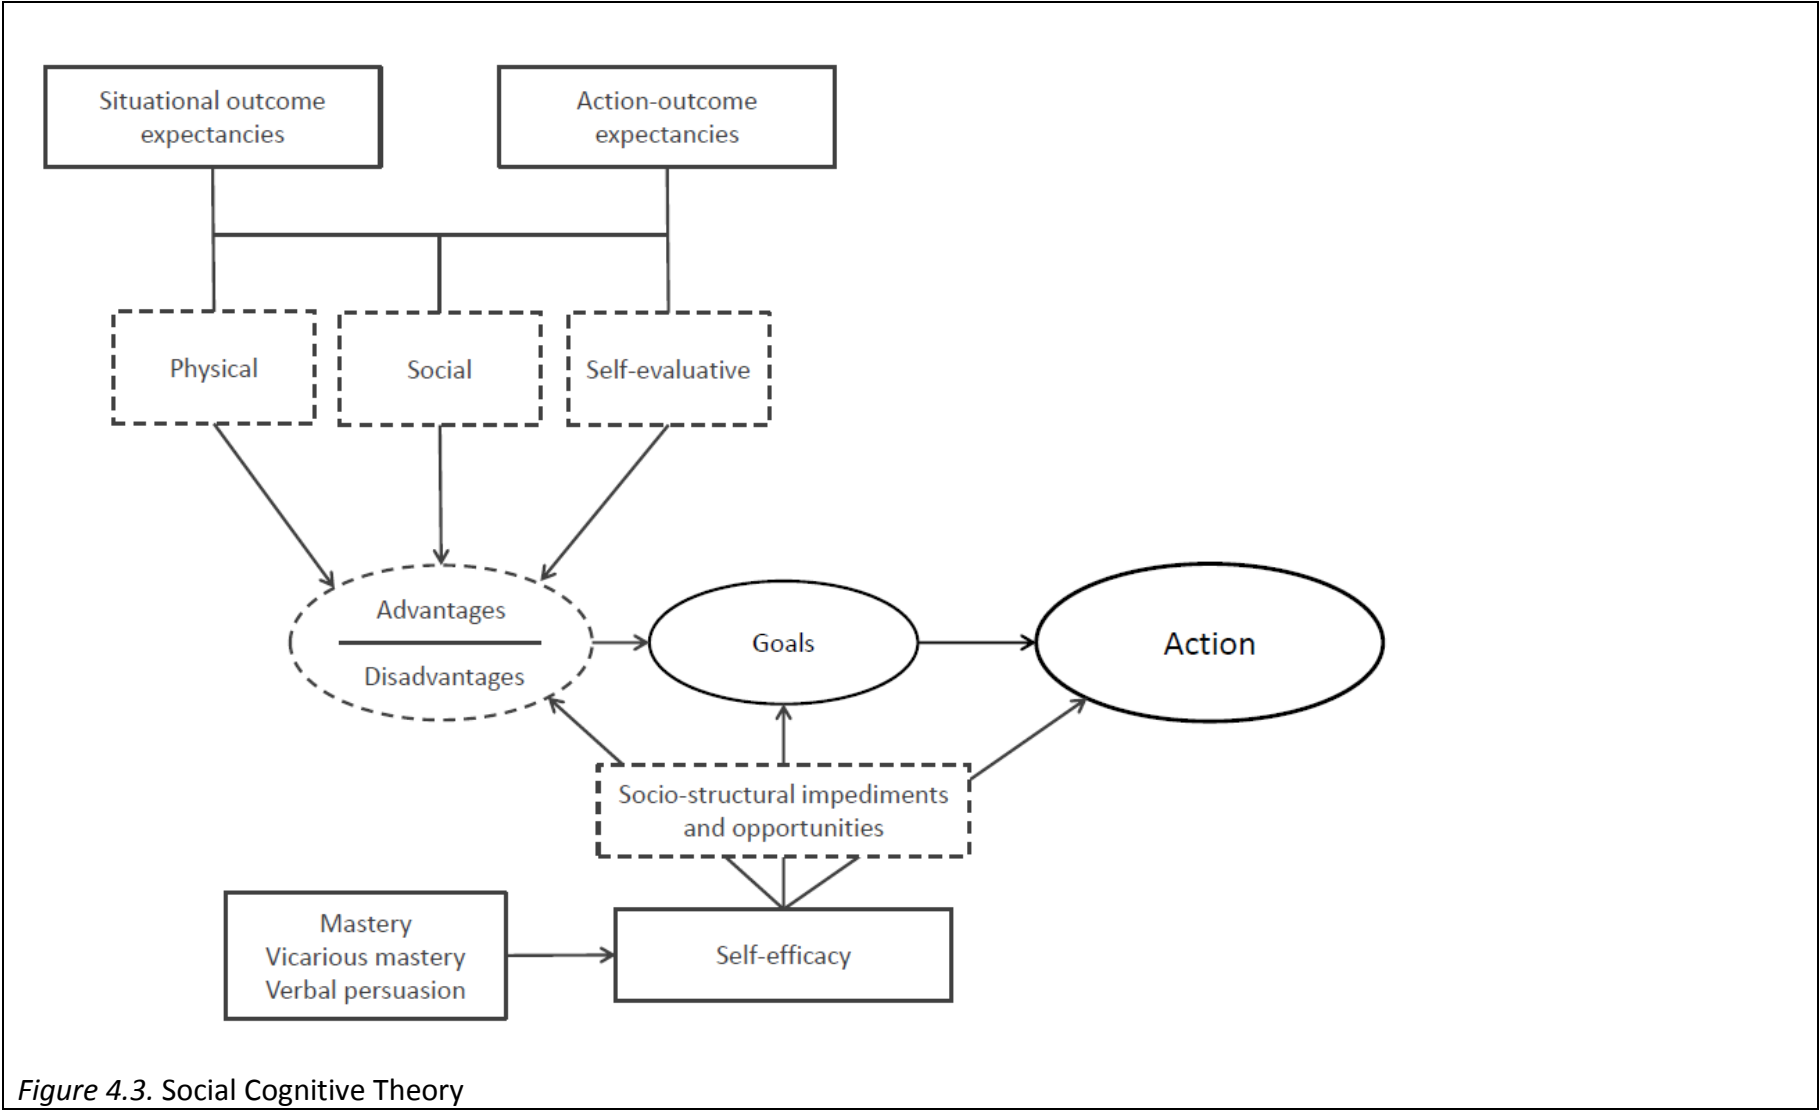 Situational outcome
expectancies
Action-outcome
expectancies
Physical
Social
Self-evaluative
Advantages
Disadvantages
Goals
Action
Socio-structural impediments
and opportunities
Mastery
Vicarious mastery
Verbal persuasion
Self-efficacy
Figure 4.3. Social Cognitive Theory